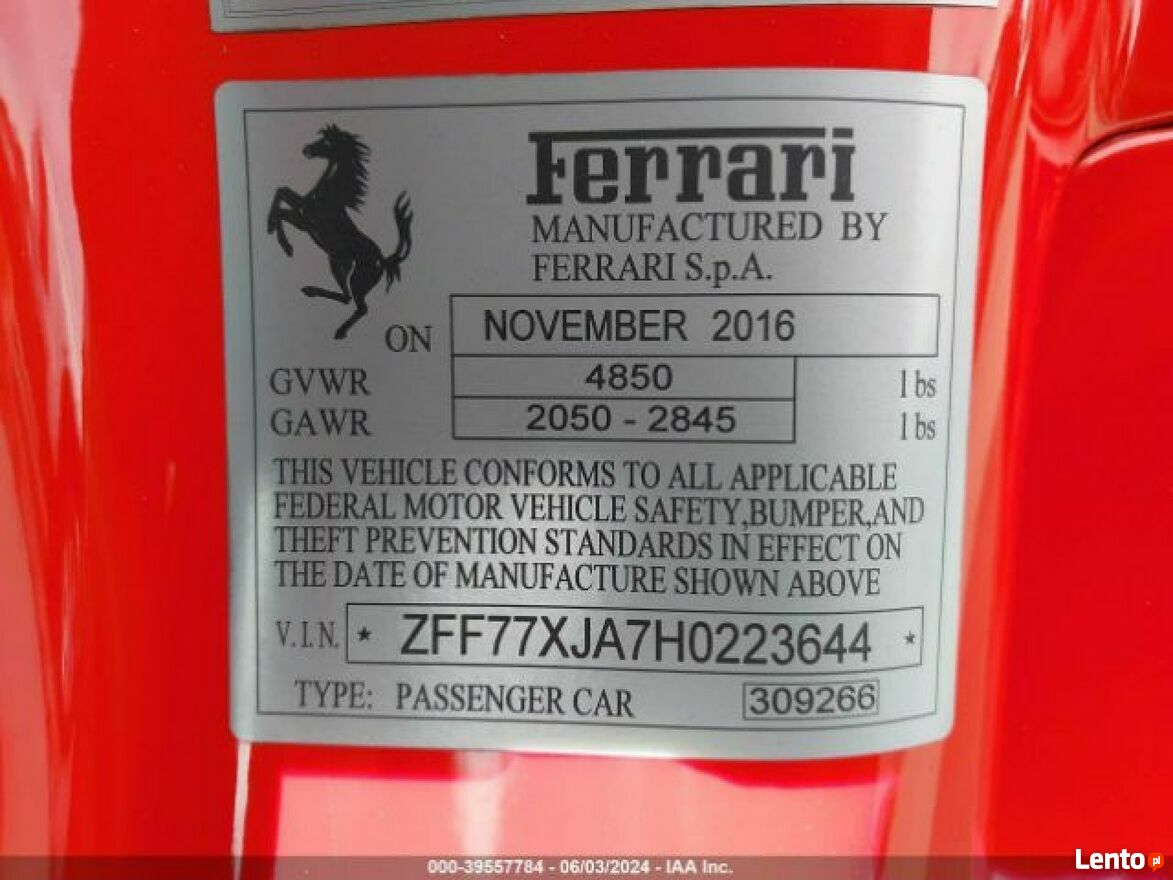 Ferrari
MANUFACTURED BY
FERRARI S.p.A.
ON NOVEMBER 2016
GVWR 4850 lbs
GAWR 2050 - 2845 lbs
THIS VEHICLE CONFORMS TO ALL APPLICABLE
FEDERAL MOTOR VEHICLE SAFETY,BUMPER,AND
THEFT PREVENTION STANDARDS IN EFFECT ON
THE DATE OF MANUFACTURE SHOWN ABOVE
V.I.N. * ZFF77XJA7H0223644 *
TYPE: PASSENGER CAR 309266
000-39557784 - 06/03/2024 - IAA Inc.
Lento pl